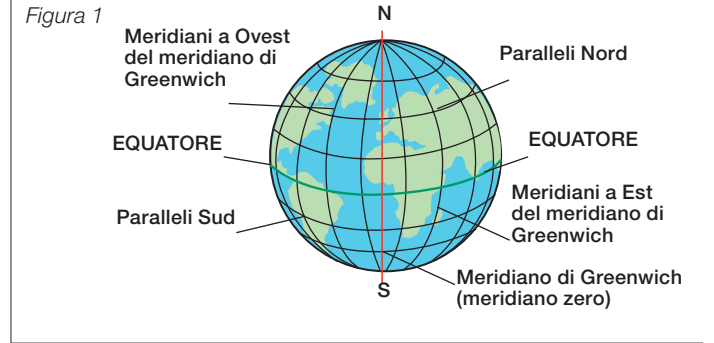 Figura 1
N
Meridiani a Ovest
del meridiano di
Greenwich
Paralleli Nord
EQUATORE
EQUATORE
Paralleli Sud
Meridiani a Est
del meridiano di
Greenwich
Meridiano di Greenwich
(meridiano zero)
S